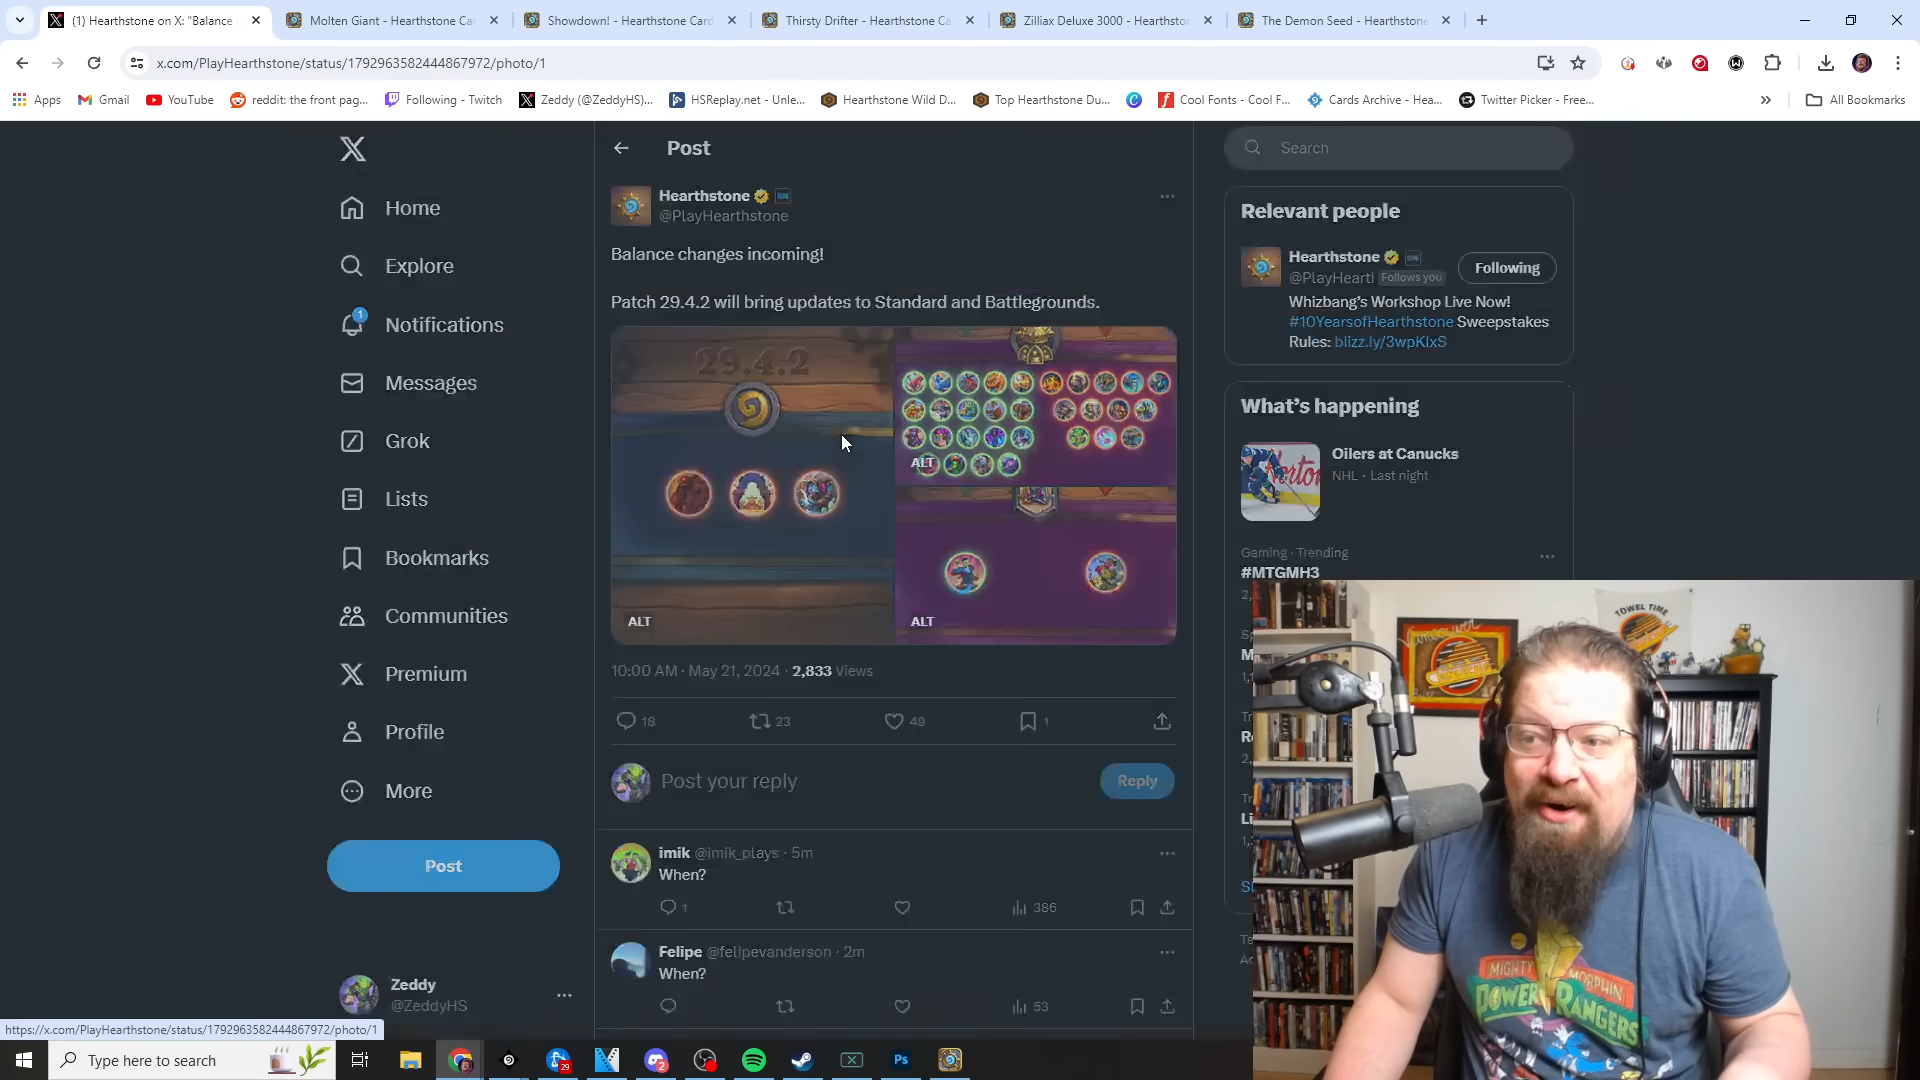 (1) Hearthstone on X: "Balance
Molten Giant - Hearthstone Ca
Showdown! - Hearthstone Card
Thirsty Drifter - Hearthstone Ca
Zilliax Deluxe 3000 - Hearthston
The Demon Seed - Hearthstone
x.com/PlayHearthstone/status/1792963582444867972/photo/1
Apps
Gmail
YouTube
reddit: the front pag...
Following - Twitch
Zeddy (@ZeddyHS)...
HSReplay.net - Unle...
Hearthstone Wild D...
Top Hearthstone Du...
Cool Fonts - Cool F...
Cards Archive - Hea...
Twitter Picker - Free...
All Bookmarks
Home
Explore
1
Notifications
Messages
Grok
Lists
Bookmarks
Communities
Premium
Profile
More
Post
Zeddy
@ZeddyHS
Post
Hearthstone
@PlayHearthstone
Balance changes incoming!
Patch 29.4.2 will bring updates to Standard and Battlegrounds.
29.4.2
ALT
ALT
ALT
10:00 AM · May 21, 2024 · 2,833 Views
18
23
49
1
Post your reply
Reply
imik @imik_plays · 5m
When?
1
386
Felipe @felipevanderson · 2m
When?
53
Search
Relevant people
Hearthstone
@PlayHeartl Follows you
Following
Whizbang's Workshop Live Now!
#10YearsofHearthstone Sweepstakes
Rules: blizz.ly/3wpKlxS
What's happening
Oilers at Canucks
NHL · Last night
Gaming · Trending
#MTGMH3
TOWEL TIME
MIGHTY MORPHIN
POWER RANGERS
https://x.com/PlayHearthstone/status/1792963582444867972/photo/1
Type here to search
29
2
Ps